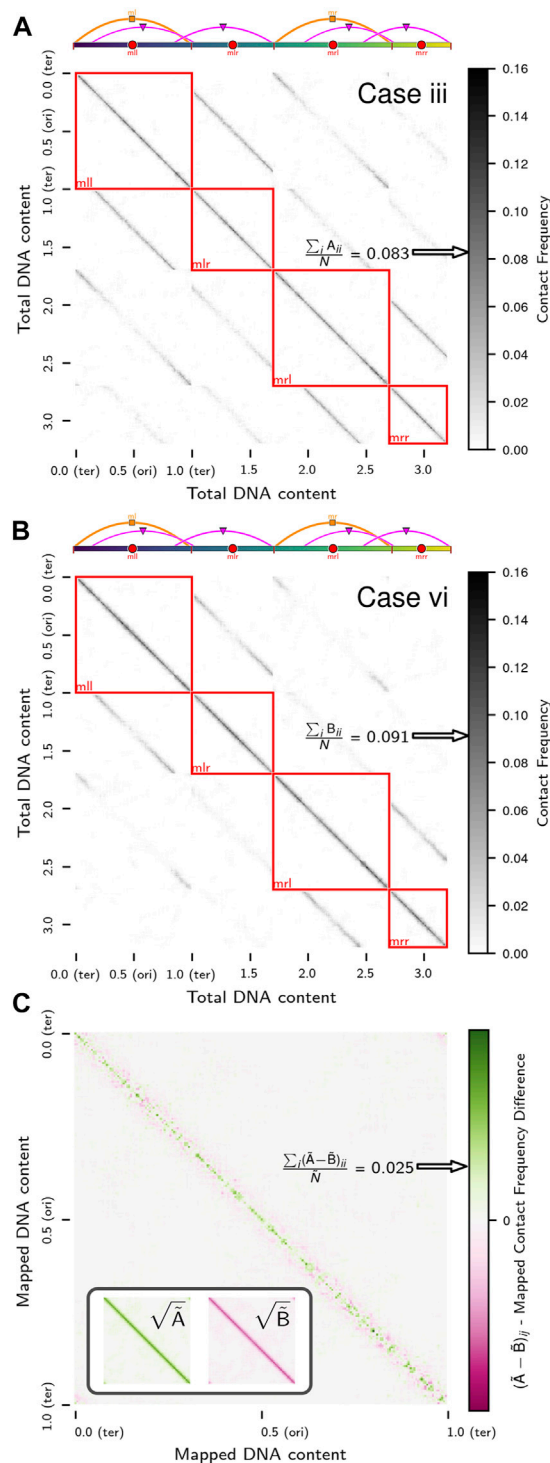 A
ml
mr
mll
mlr
mrl
mrr
Case iii
0.0 (ter)
0.5 (ori)
1.0 (ter)
1.5
2.0
2.5
3.0
Total DNA content
mll
mlr
mrl
mrr
∑i Aii / N = 0.083
0.16
0.14
0.12
0.10
0.08
0.06
0.04
0.02
0.00
Contact Frequency
0.0 (ter) 0.5 (ori) 1.0 (ter) 2.0 3.0
Total DNA content
B
ml
mr
mll
mlr
mrl
mrr
Case vi
0.0 (ter)
0.5 (ori)
1.0 (ter)
1.5
2.0
2.5
3.0
Total DNA content
mll
mlr
mrl
mrr
∑i Bii / N = 0.091
0.16
0.14
0.12
0.10
0.08
0.06
0.04
0.02
0.00
Contact Frequency
0.0 (ter) 0.5 (ori) 1.0 (ter) 2.0 3.0
Total DNA content
C
0.0 (ter)
0.5 (ori)
1.0 (ter)
Mapped DNA content
∑i(Ã−B̃)ii / Ñ = 0.025
0
(Ã − B̃)ij - Mapped Contact Frequency Difference
√Ã
√B̃
0.0 (ter) 0.5 (ori) 1.0 (ter)
Mapped DNA content